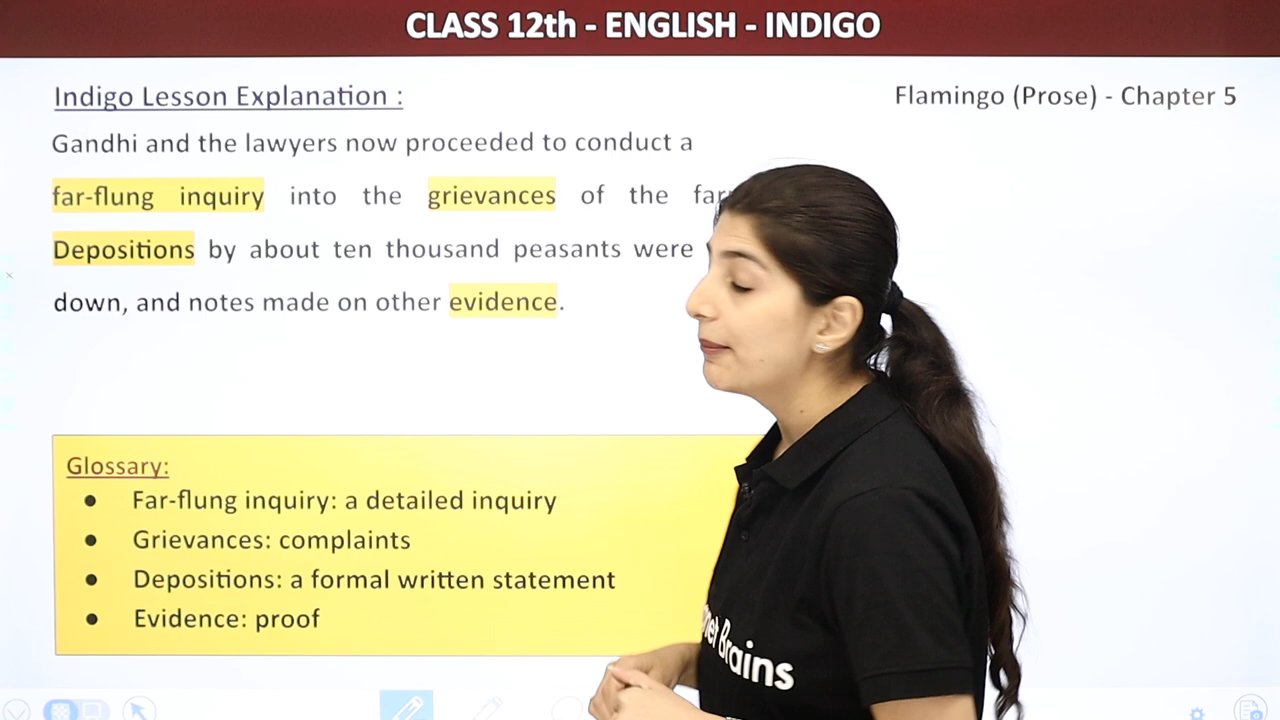 CLASS 12th - ENGLISH - INDIGO
Indigo Lesson Explanation :
Flamingo (Prose) - Chapter 5
Gandhi and the lawyers now proceeded to conduct a
far-flung inquiry into the grievances of the
Depositions by about ten thousand peasants were
down, and notes made on other evidence.
Glossary:
● Far-flung inquiry: a detailed inquiry
● Grievances: complaints
● Depositions: a formal written statement
● Evidence: proof
Brains